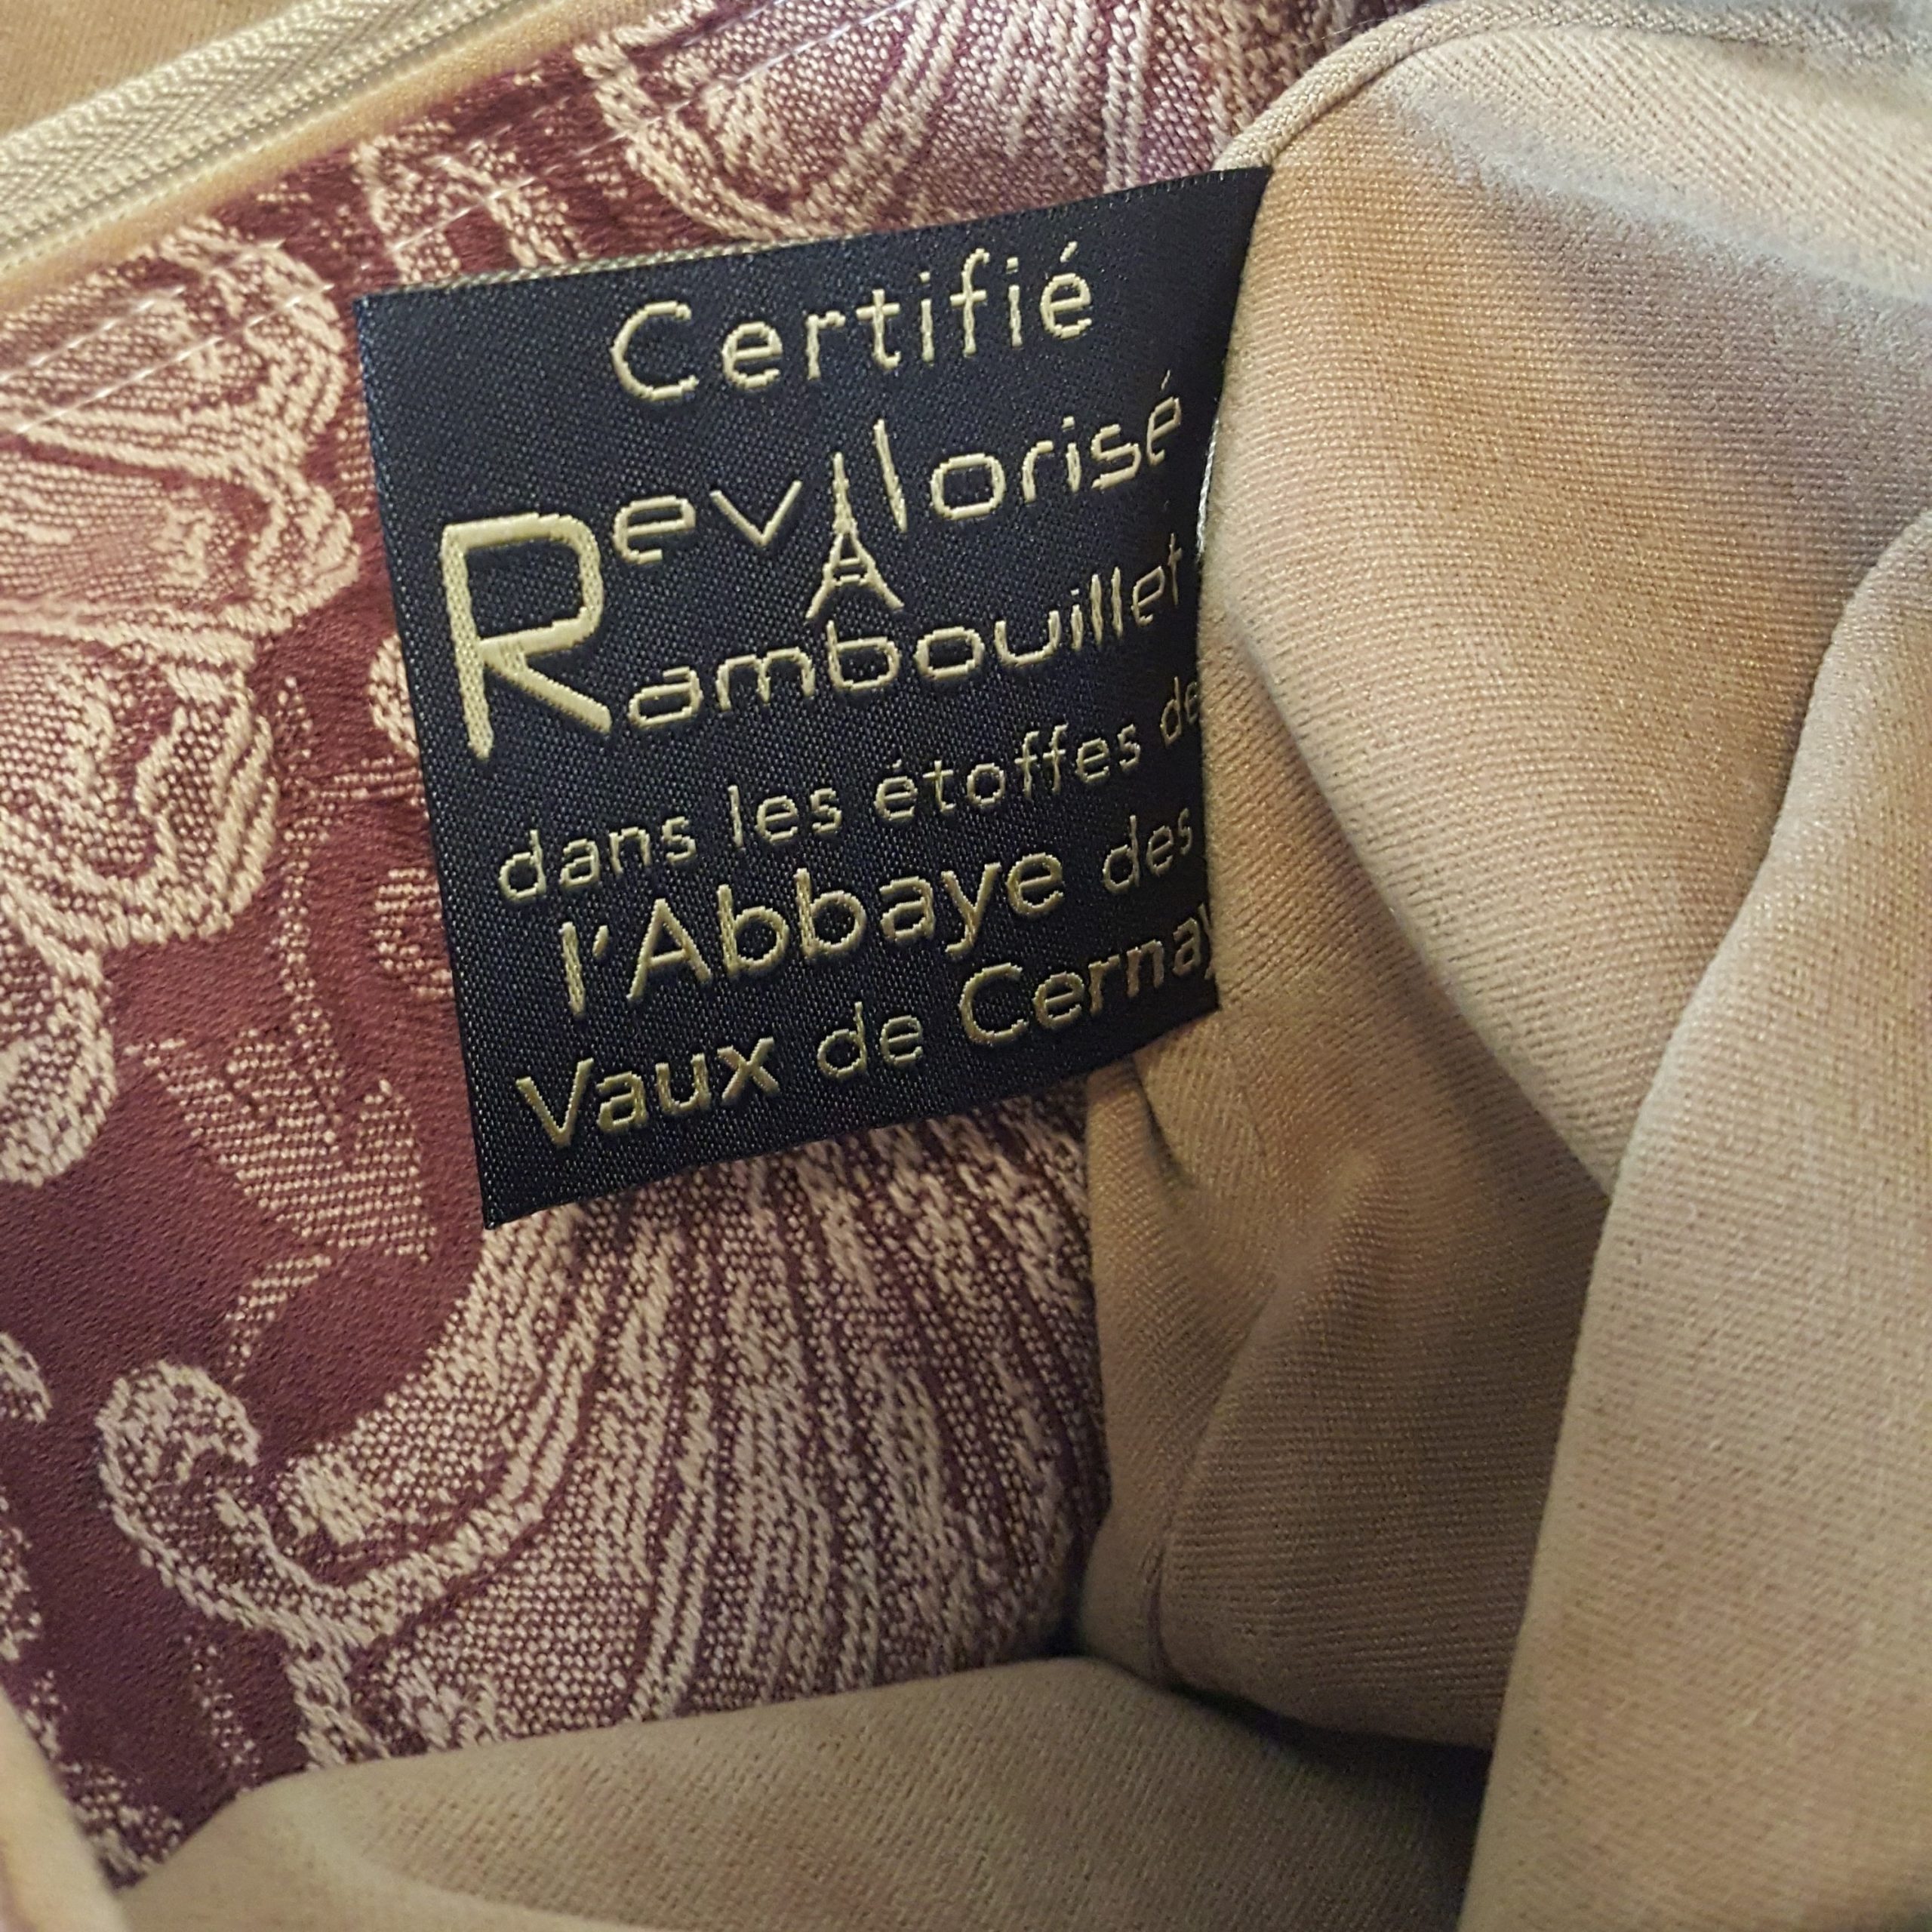 Certifié
Revalorisé
Rambouillet
dans les étoffes de
l'Abbaye des
Vaux de Cernay